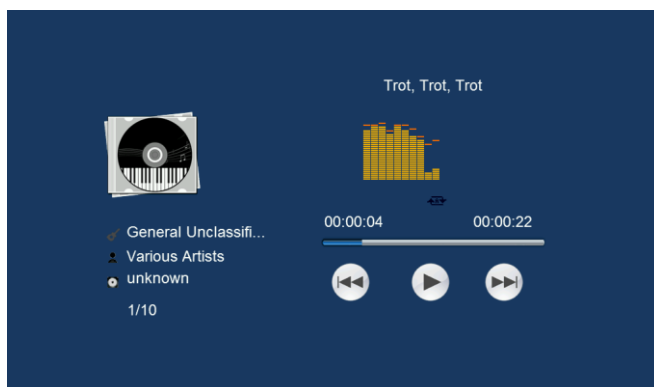 Trot, Trot, Trot
00:00:04
00:00:22
General Unclassifi...
Various Artists
unknown
1/10